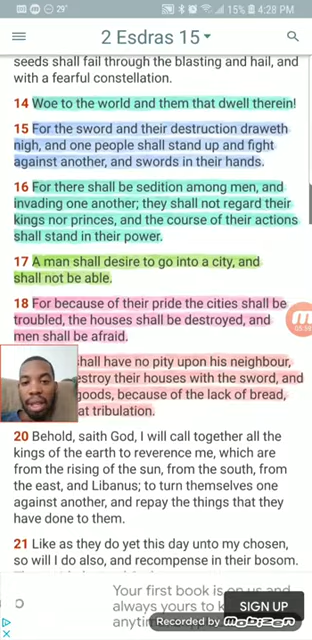 29° 15% 4:28 PM
2 Esdras 15
seeds shall fail through the blasting and hail, and
with a fearful constellation.
14 Woe to the world and them that dwell therein!
15 For the sword and their destruction draweth
nigh, and one people shall stand up and fight
against another, and swords in their hands.
16 For there shall be sedition among men, and
invading one another; they shall not regard their
kings nor princes, and the course of their actions
shall stand in their power.
17 A man shall desire to go into a city, and
shall not be able.
18 For because of their pride the cities shall be
troubled, the houses shall be destroyed, and
men shall be afraid.
hall have no pity upon his neighbour,
estroy their houses with the sword, and
goods, because of the lack of bread,
at tribulation.
20 Behold, saith God, I will call together all the
kings of the earth to reverence me, which are
from the rising of the sun, from the south, from
the east, and Libanus; to turn themselves one
against another, and repay the things that they
have done to them.
21 Like as they do yet this day unto my chosen,
so will I do also, and recompense in their bosom.
Your first book is on us and
always yours to k
anytim
SIGN UP
Recorded by Mobizen